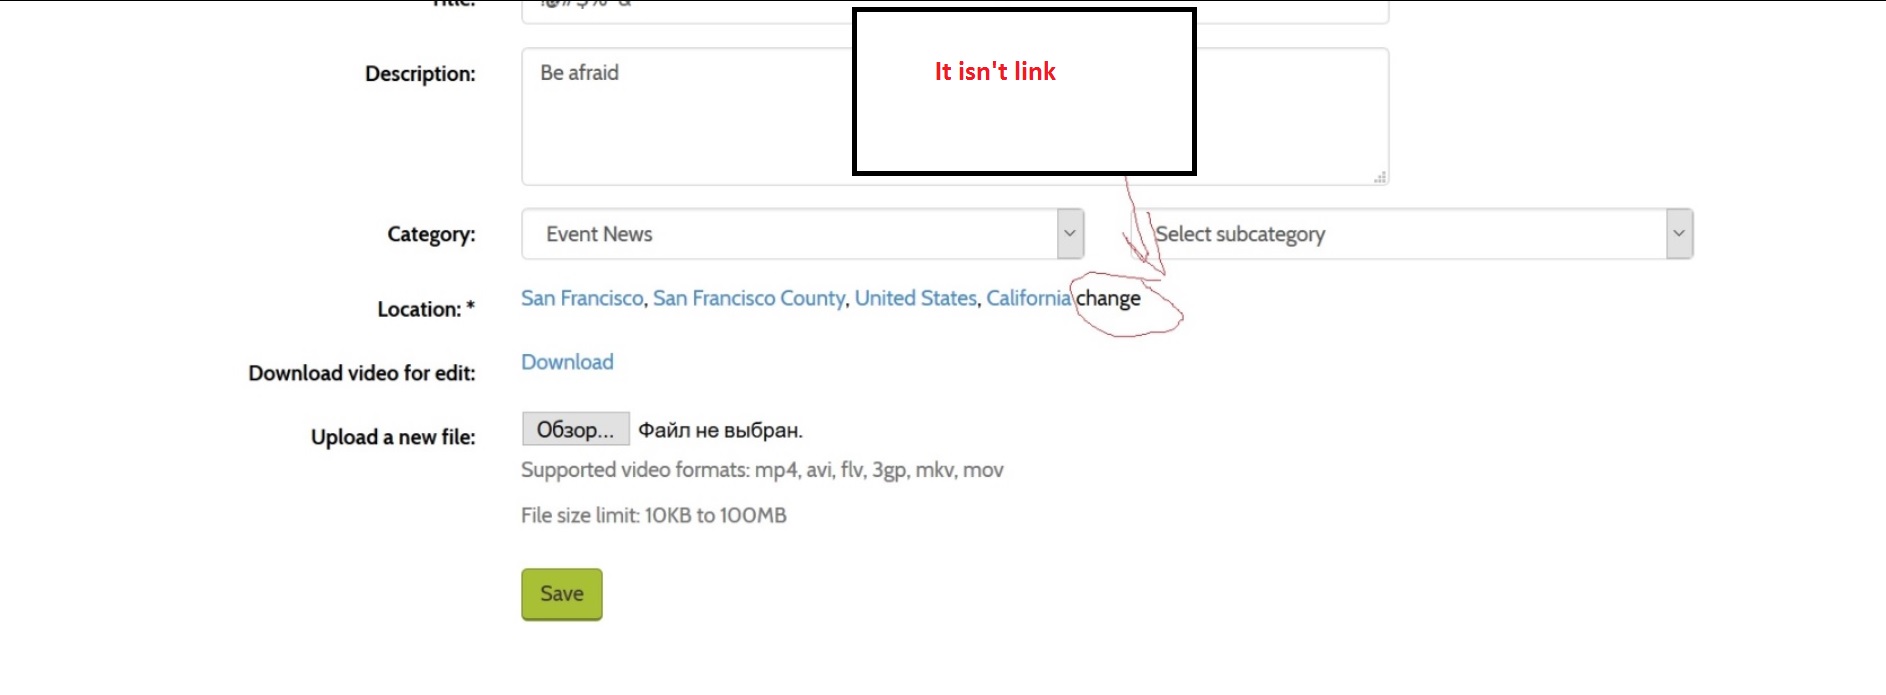 It isn't link
Description:
Be afraid
Category:
Event News
Select subcategory
Location: *
San Francisco, San Francisco County, United States, California change
Download video for edit:
Download
Upload a new file:
Обзор... Файл не выбран.
Supported video formats: mp4, avi, flv, 3gp, mkv, mov
File size limit: 10KB to 100MB
Save